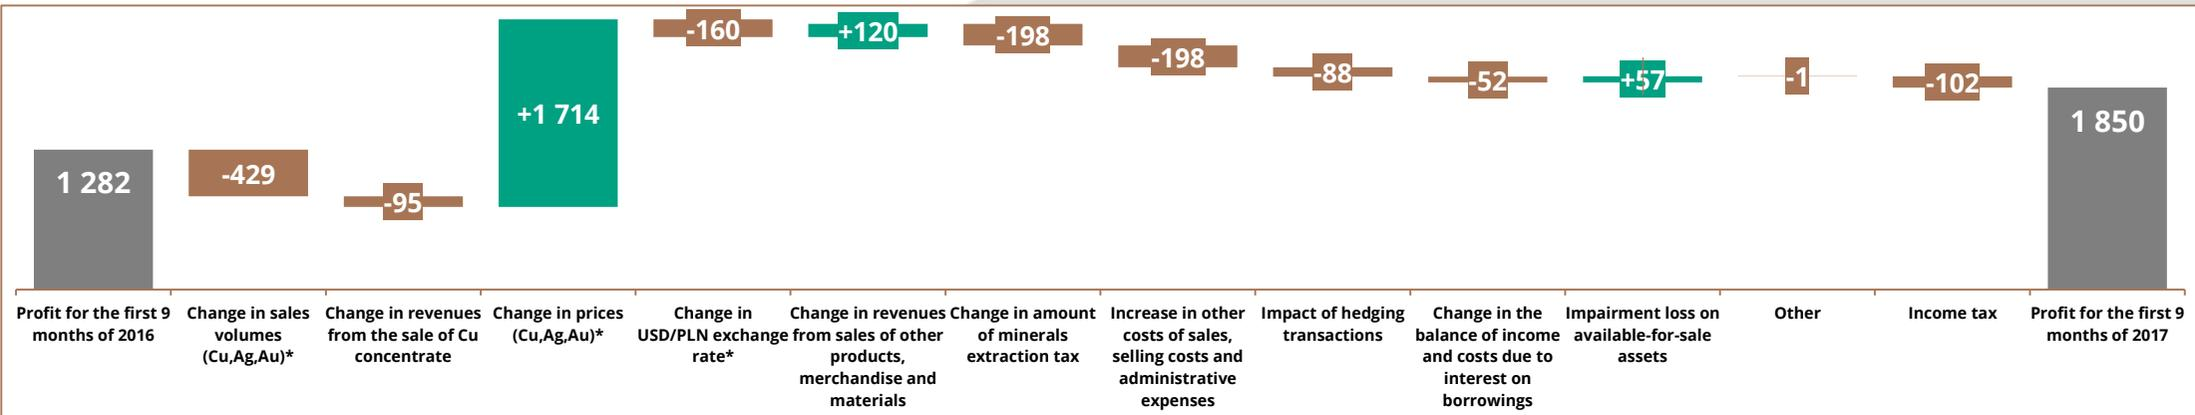 1 282
-429
-95
+1 714
-160
+120
-198
-198
-88
-52
+57
-1
-102
1 850
Profit for the first 9
months of 2016
Change in sales
volumes
(Cu,Ag,Au)*
Change in revenues
from the sale of Cu
concentrate
Change in prices
(Cu,Ag,Au)*
Change in
USD/PLN exchange
rate*
Change in revenues
from sales of other
products,
merchandise and
materials
Change in amount
of minerals
extraction tax
Increase in other
costs of sales,
selling costs and
administrative
expenses
Impact of hedging
transactions
Change in the
balance of income
and costs due to
interest on
borrowings
Impairment loss on
available-for-sale
assets
Other
Income tax
Profit for the first 9
months of 2017